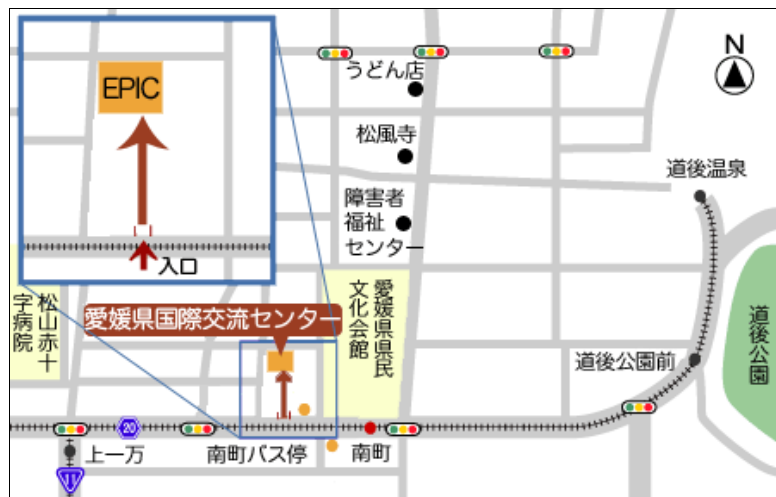 EPIC
入口
うどん店
松風寺
障害者
福祉
センター
N
道後温泉
松山赤十
字病院
愛媛県国際交流センター
愛媛県県民
文化会館
道後公園前
道後公園
20
上一万
南町バス停
南町
11